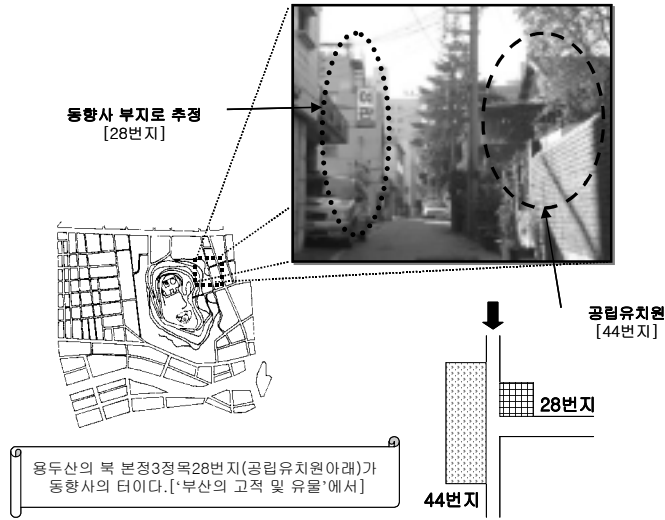 동향사 부지로 추정
[28번지]
여관
공립유치원
[44번지]
28번지
44번지
용두산의 북 본정3정목28번지(공립유치원아래)가
동향사의 터이다.['부산의 고적 및 유물'에서]